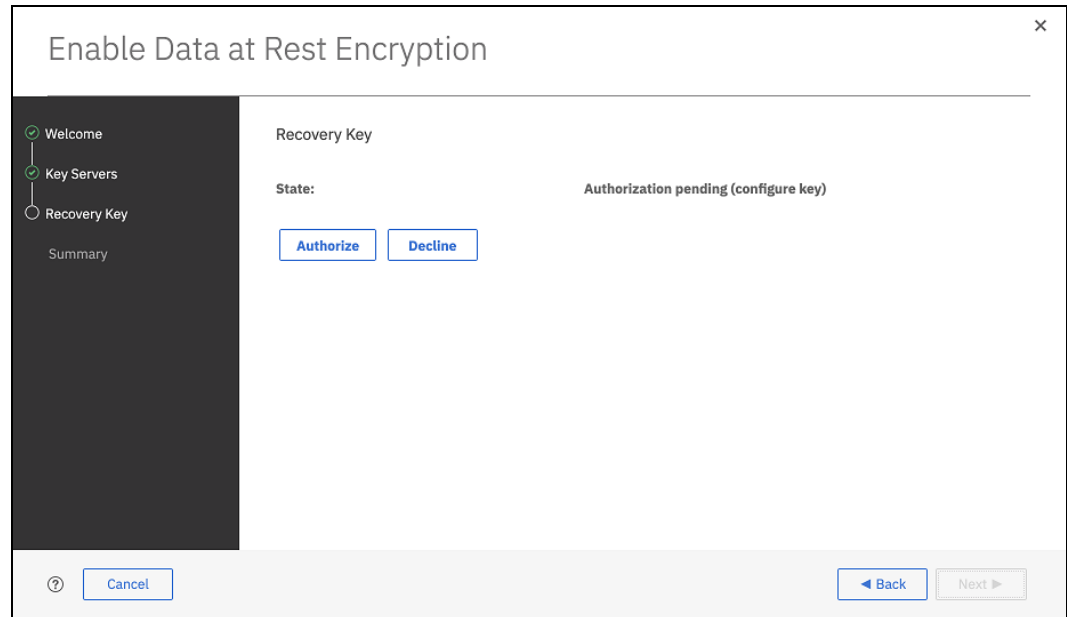 Enable Data at Rest Encryption
Welcome
Key Servers
Recovery Key
Summary
Recovery Key
State: Authorization pending (configure key)
Authorize Decline
? Cancel ◀ Back Next ▶